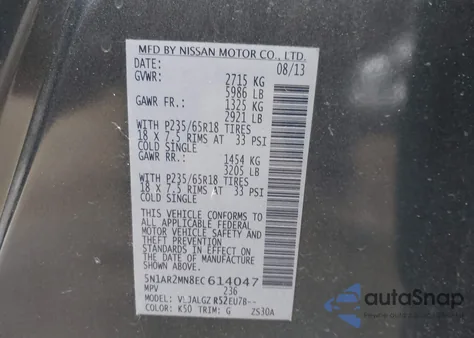 MFD BY NISSAN MOTOR CO., LTD.
DATE: 08/13
GVWR: 2715 KG
5986 LB
GAWR FR.: 1325 KG
2921 LB
WITH P235/65R18 TIRES
18 X 7.5 RIMS AT 33 PSI
COLD SINGLE
GAWR RR.: 1454 KG
3205 LB
WITH P235/65R18 TIRES
18 X 7.5 RIMS AT 33 PSI
COLD SINGLE
THIS VEHICLE CONFORMS TO
ALL APPLICABLE FEDERAL
MOTOR VEHICLE SAFETY
STANDARDS IN EFFECT ON
THE DATE OF MANUFACTURE
SHOWN ABOVE.
5N1AR2MN8EC614047
MPV 236
MODEL: VLJALGZ R52EU78--
COLOR: K50 TRIM: G ZS30A
autoSnap